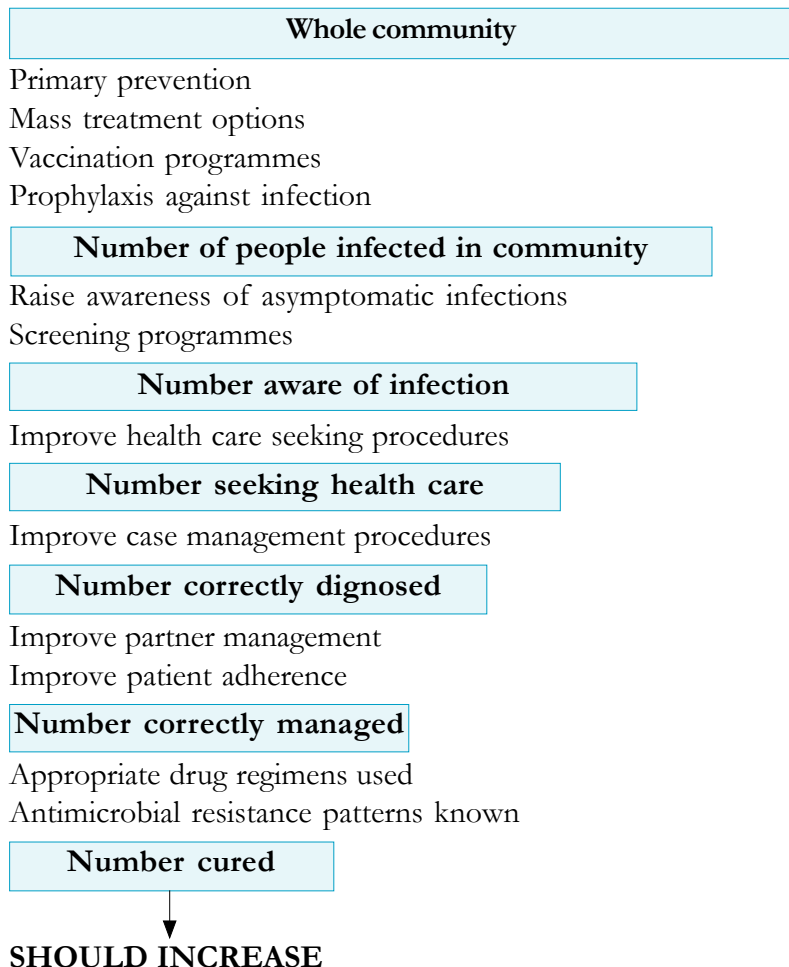 Whole community
Primary prevention
Mass treatment options
Vaccination programmes
Prophylaxis against infection
Number of people infected in community
Raise awareness of asymptomatic infections
Screening programmes
Number aware of infection
Improve health care seeking procedures
Number seeking health care
Improve case management procedures
Number correctly dignosed
Improve partner management
Improve patient adherence
Number correctly managed
Appropriate drug regimens used
Antimicrobial resistance patterns known
Number cured
SHOULD INCREASE